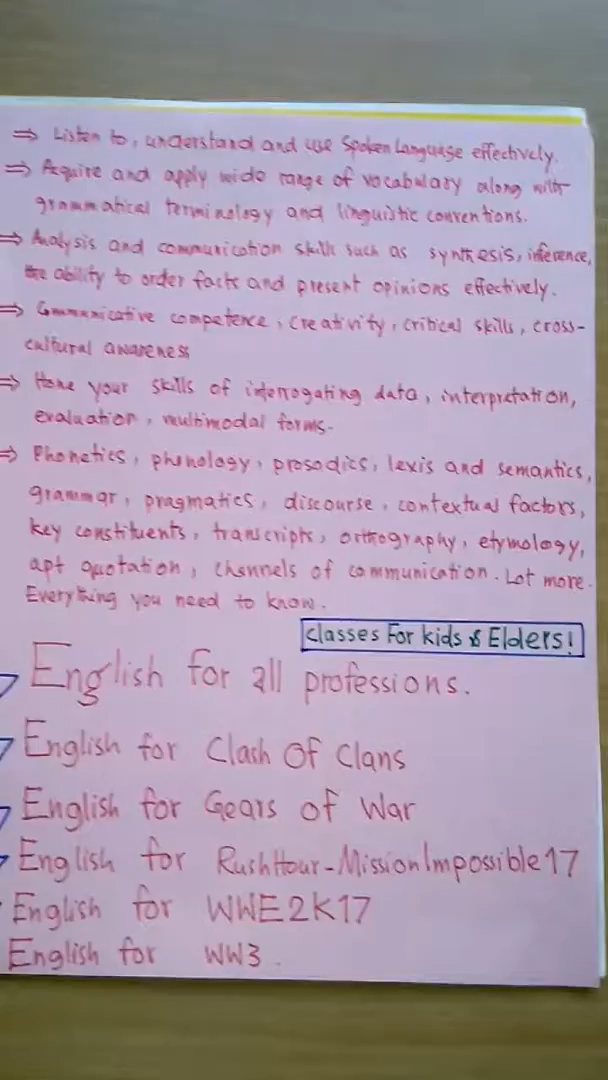 ⇒ Listen to, understand and use Spoken Language effectively.
⇒ Acquire and apply wide range of vocabulary along with
grammatical terminology and linguistic conventions.
⇒ Analysis and communication skills such as synthesis, inference,
the ability to order facts and present opinions effectively.
⇒ Communicative competence, creativity, critical skills, cross-
cultural awareness
⇒ Hone your skills of interrogating data, interpretation,
evaluation, multimodal forms.
⇒ Phonetics, phonology, prosodics, lexis and semantics,
grammar, pragmatics, discourse, contextual factors,
key constituents, transcripts, orthography, etymology,
apt quotation, channels of communication. Lot more.
Everything you need to know.
Classes For kids & Elders!
English for all professions.
English for Clash Of Clans
English for Gears of War
English for RushHour-MissionImpossible17
English for WWE2K17
English for WW3.